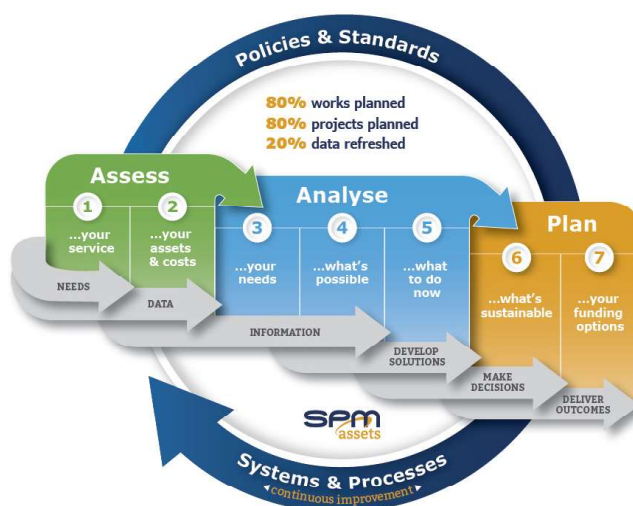 Policies & Standards
80% works planned
80% projects planned
20% data refreshed
Assess
1
...your
service
2
...your
assets
& costs
Analyse
3
...your
needs
4
...what's
possible
5
...what
to do
now
Plan
6
...what's
sustainable
7
...your
funding
options
NEEDS
DATA
INFORMATION
DEVELOP
SOLUTIONS
MAKE
DECISIONS
DELIVER
OUTCOMES
SPM
assets
Systems & Processes
continuous improvement